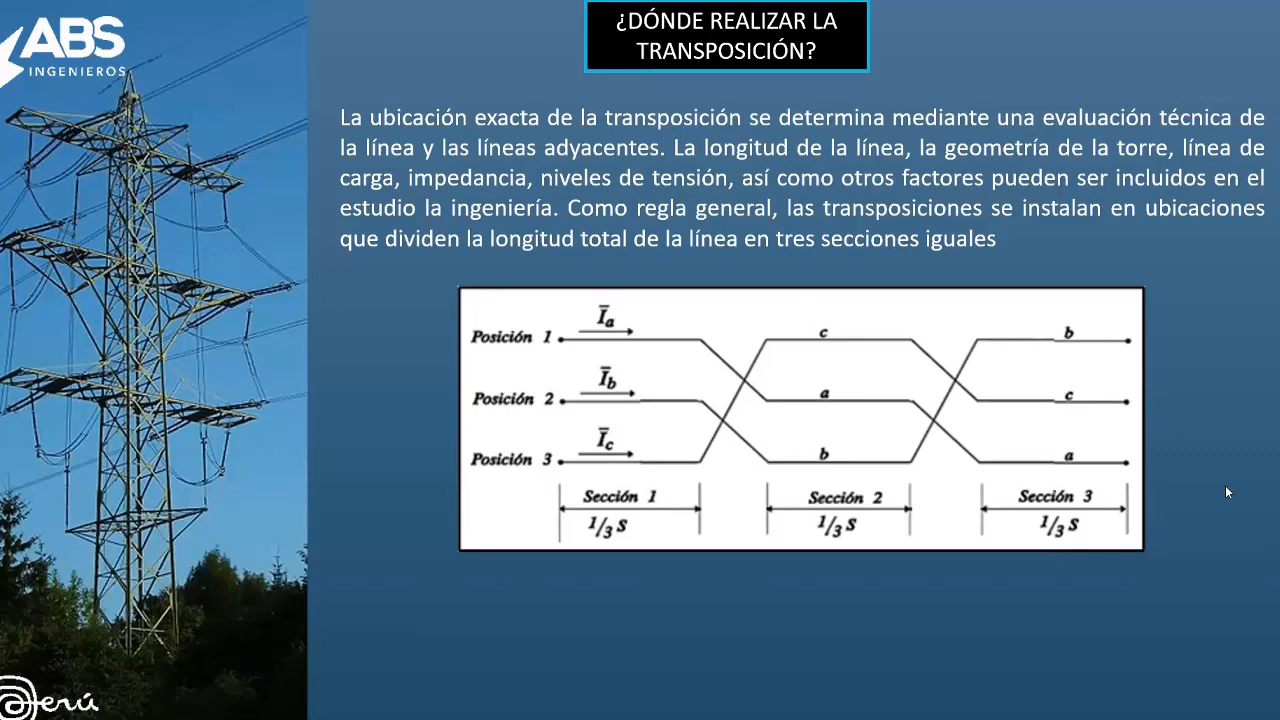 ABS
INGENIEROS
¿DÓNDE REALIZAR LA
TRANSPOSICIÓN?
La ubicación exacta de la transposición se determina mediante una evaluación técnica de
la línea y las líneas adyacentes. La longitud de la línea, la geometría de la torre, línea de
carga, impedancia, niveles de tensión, así como otros factores pueden ser incluidos en el
estudio la ingeniería. Como regla general, las transposiciones se instalan en ubicaciones
que dividen la longitud total de la línea en tres secciones iguales
Posición 1 I̅a c b
Posición 2 I̅b a c
Posición 3 I̅c b a
Sección 1 Sección 2 Sección 3
1/3 S 1/3 S 1/3 S
Perú